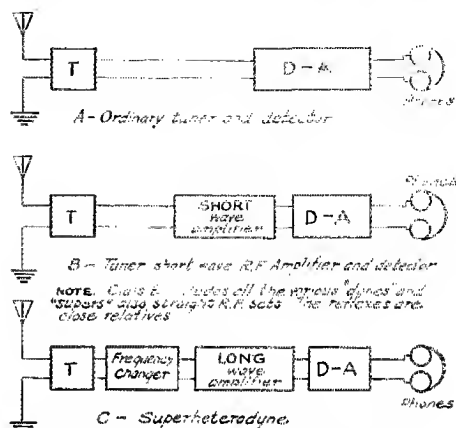 T
D-A
Phones
A- Ordinary tuner and detector
Phones
T
SHORT
wave
amplifier
D-A
B - Tuner short wave R.F. Amplifier and detector
NOTE. Class B all the various "dynes" and
"supers" also straight R.F. sets The reflexes are
close relatives
T
Frequency
changer
LONG
wave
amplifier
D-A
Phones
C - Superheterodyne.